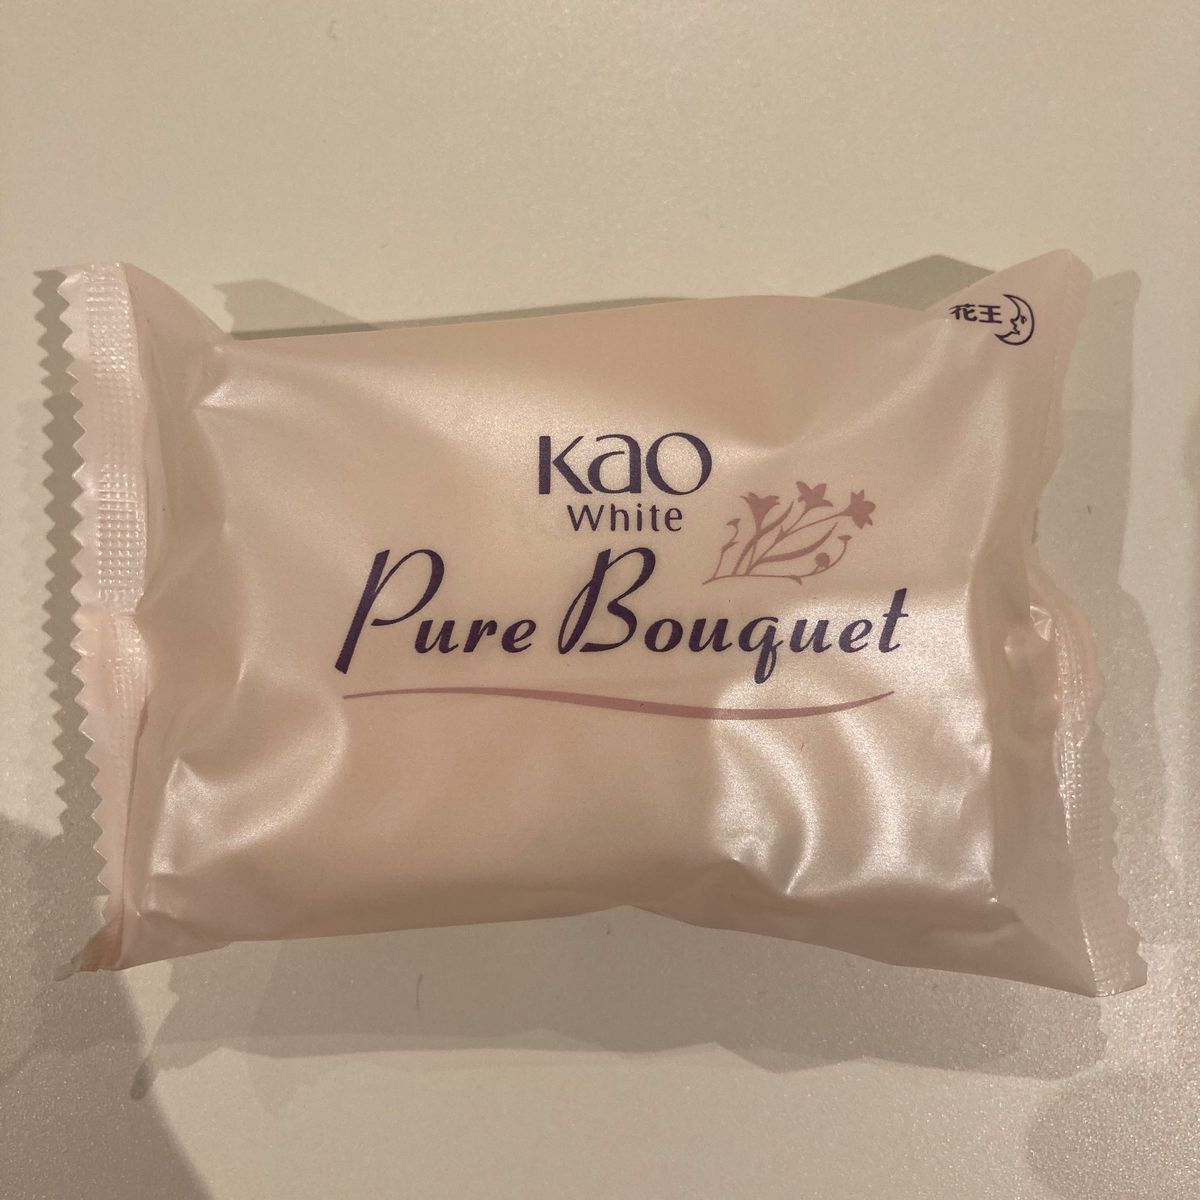 花王
Kao
White
Pure Bouquet